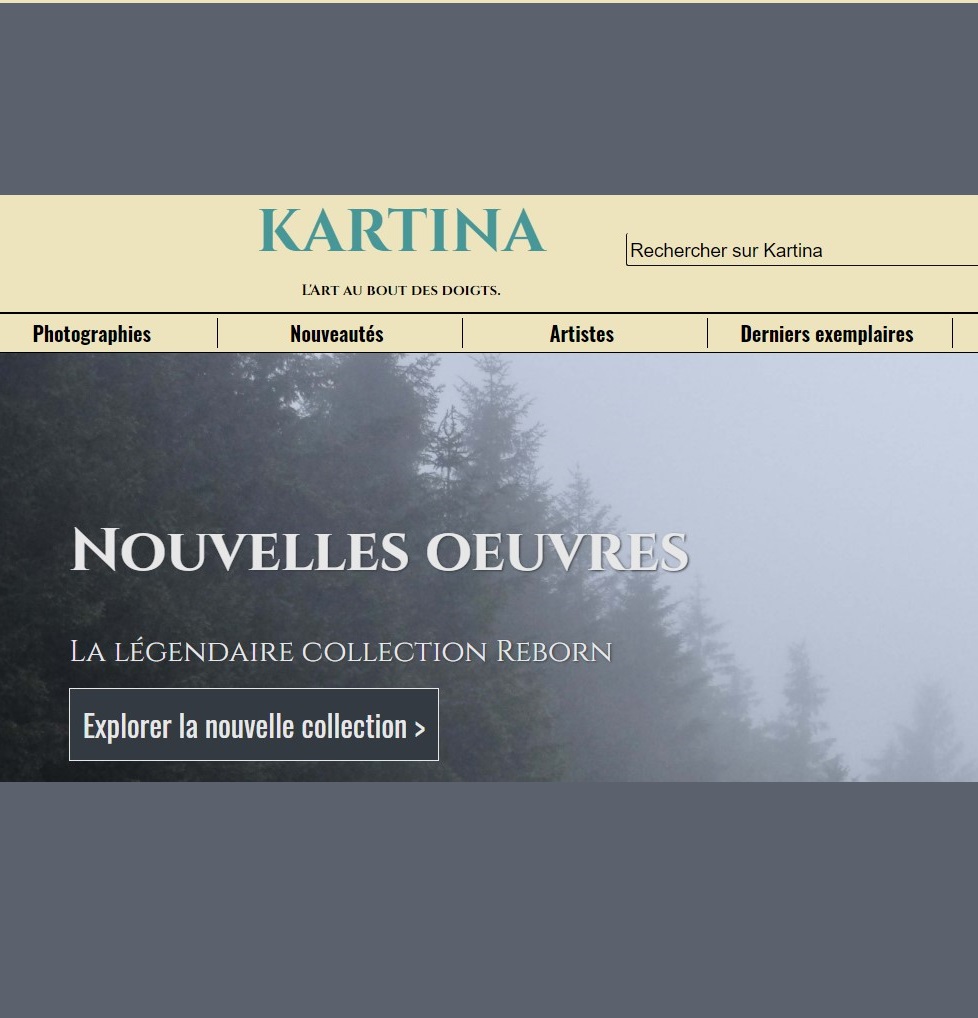 KARTINA
Rechercher sur Kartina
L'Art au bout des doigts.
Photographies
Nouveautés
Artistes
Derniers exemplaires
Nouvelles oeuvres
La légendaire collection Reborn
Explorer la nouvelle collection >